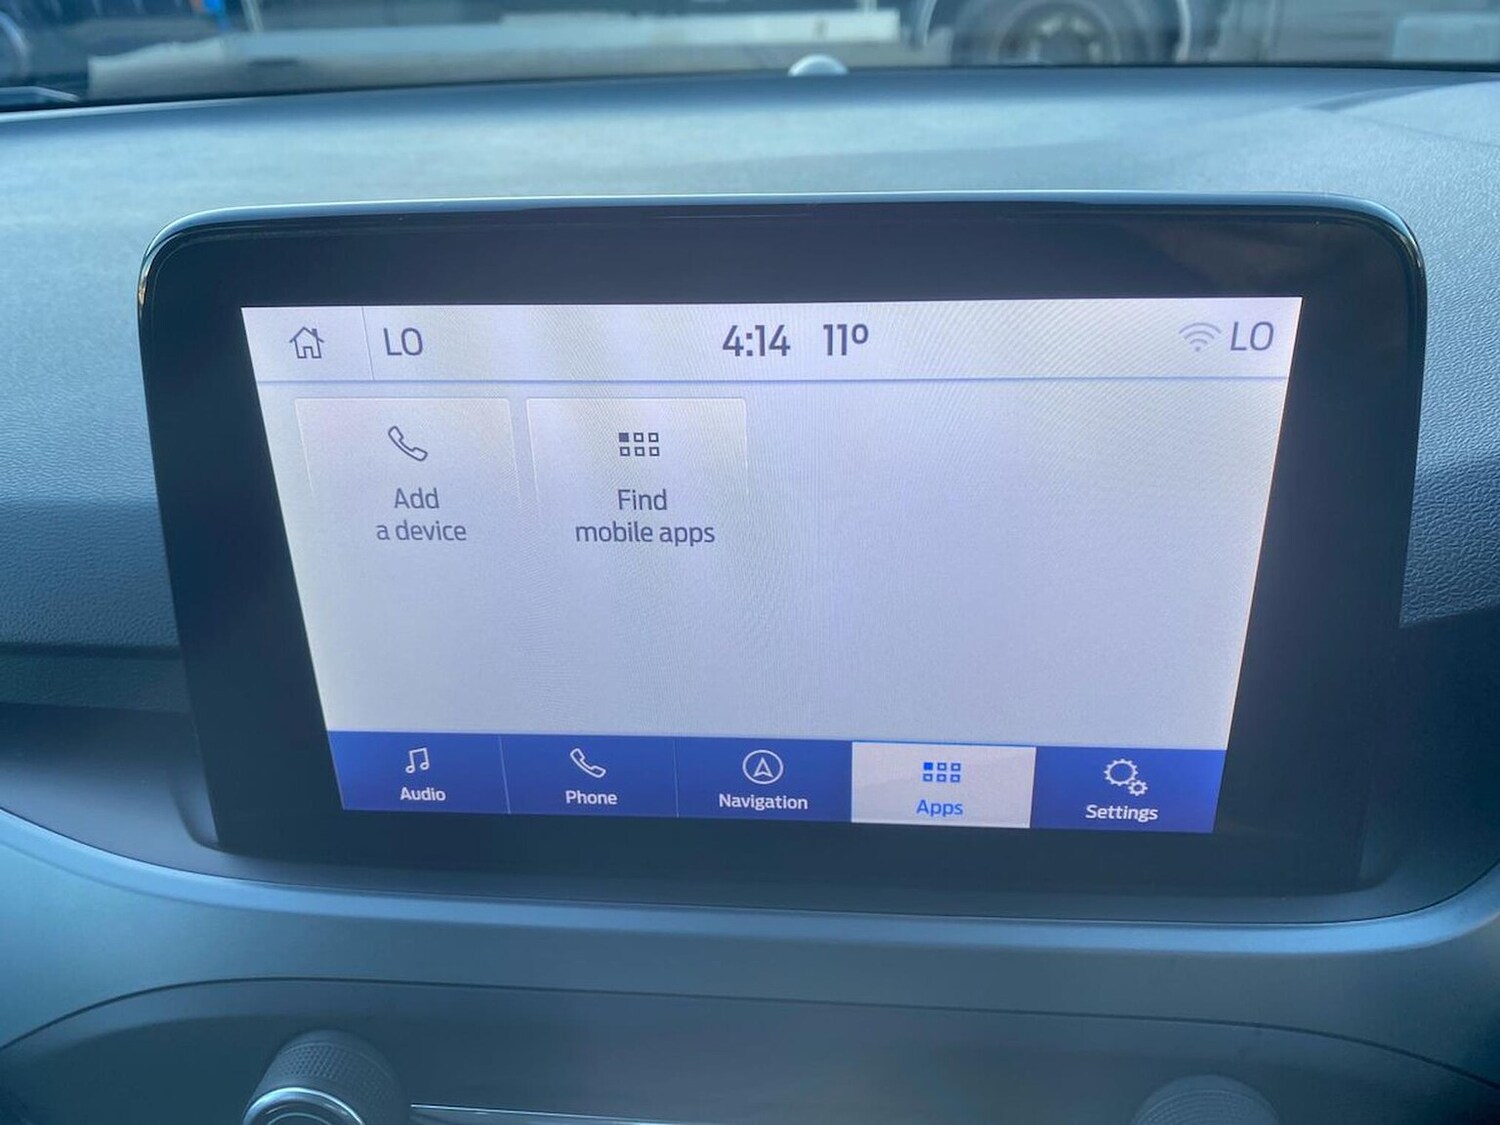 LO 4:14 11° LO
Add
a device
Find
mobile apps
Audio Phone Navigation Apps Settings